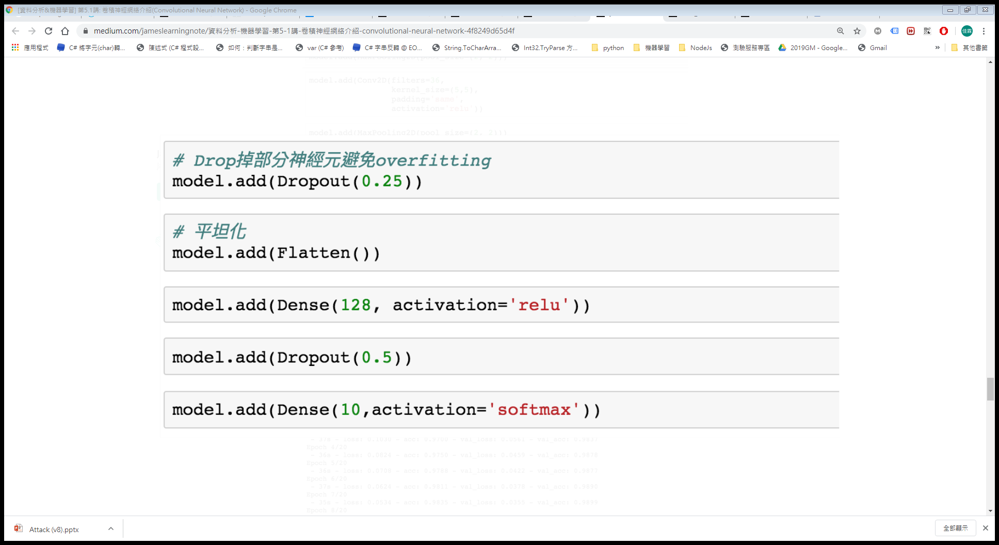 [資料分析&機器學習] 第5.1講: 卷積神經網絡介紹(Convolutional Neural Network) - Google Chrome
medium.com/jameslearningnote/資料分析-機器學習-第5-1講-卷積神經網絡介紹-convolutional-neural-network-4f8249d65d4f
佳霖
應用程式 C# 將字元(char)轉... 陳述式 (C# 程式設... 如何：判斷字串是... var (C# 參考) C# 字串反轉 @ EO... String.ToCharArra... Int32.TryParse 方... python 機器學習 NodeJs 測驗服務專區 2019GM - Google... Gmail » 其他書籤
model.add(Conv2D(filters=36,
kernel_size=(5,5),
padding='same',
activation='relu'))
model.add(MaxPooling2D(pool_size=(2, 2)))
# Drop掉部分神經元避免overfitting
model.add(Dropout(0.25))
# 平坦化
model.add(Flatten())
model.add(Dense(128, activation='relu'))
model.add(Dropout(0.5))
model.add(Dense(10,activation='softmax'))
- 37s - loss: 0.1030 - acc: 0.9700 - val_loss: 0.0561 - val_acc: 0.9837
Epoch 4/20
- 36s - loss: 0.0824 - acc: 0.9750 - val_loss: 0.0459 - val_acc: 0.9878
Epoch 5/20
- 36s - loss: 0.0708 - acc: 0.9788 - val_loss: 0.0422 - val_acc: 0.9877
Epoch 6/20
- 37s - loss: 0.0624 - acc: 0.9811 - val_loss: 0.0378 - val_acc: 0.9890
Epoch 7/20
- 35s - loss: 0.0534 - acc: 0.9835 - val_loss: 0.0355 - val_acc: 0.9899
Epoch 8/20
Attack (v8).pptx
全部顯示